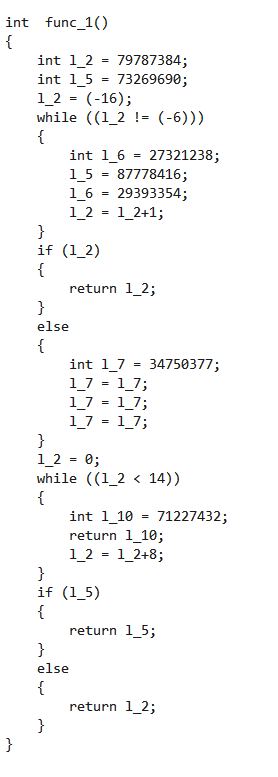 int  func_1()
{
    int l_2 = 79787384;
    int l_5 = 73269690;
    l_2 = (-16);
    while ((l_2 != (-6)))
    {
        int l_6 = 27321238;
        l_5 = 87778416;
        l_6 = 29393354;
        l_2 = l_2+1;
    }
    if (l_2)
    {
        return l_2;
    }
    else
    {
        int l_7 = 34750377;
        l_7 = l_7;
        l_7 = l_7;
        l_7 = l_7;
    }
    l_2 = 0;
    while ((l_2 < 14))
    {
        int l_10 = 71227432;
        return l_10;
        l_2 = l_2+8;
    }
    if (l_5)
    {
        return l_5;
    }
    else
    {
        return l_2;
    }
}